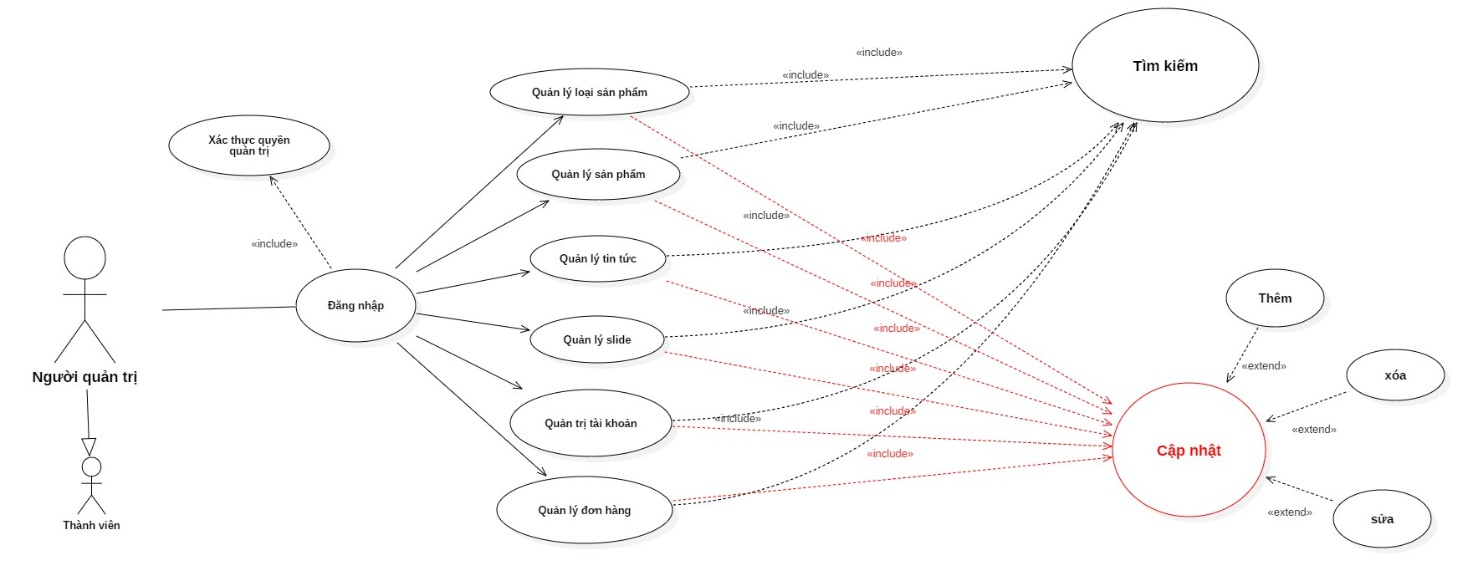 «include»
Tìm kiếm
«include»
Quản lý loại sản phẩm
«include»
Xác thực quyền
quản trị
Quản lý sản phẩm
«include»
«include»
«include»
Quản lý tin tức
«include»
Thêm
Đăng nhập
«include»
«include»
Quản lý slide
«extend»
Người quản trị
«include»
xóa
«include»
«include»
Quản trị tài khoản
«extend»
Cập nhật
«include»
Quản lý đơn hàng
«extend»
sửa
Thành viên